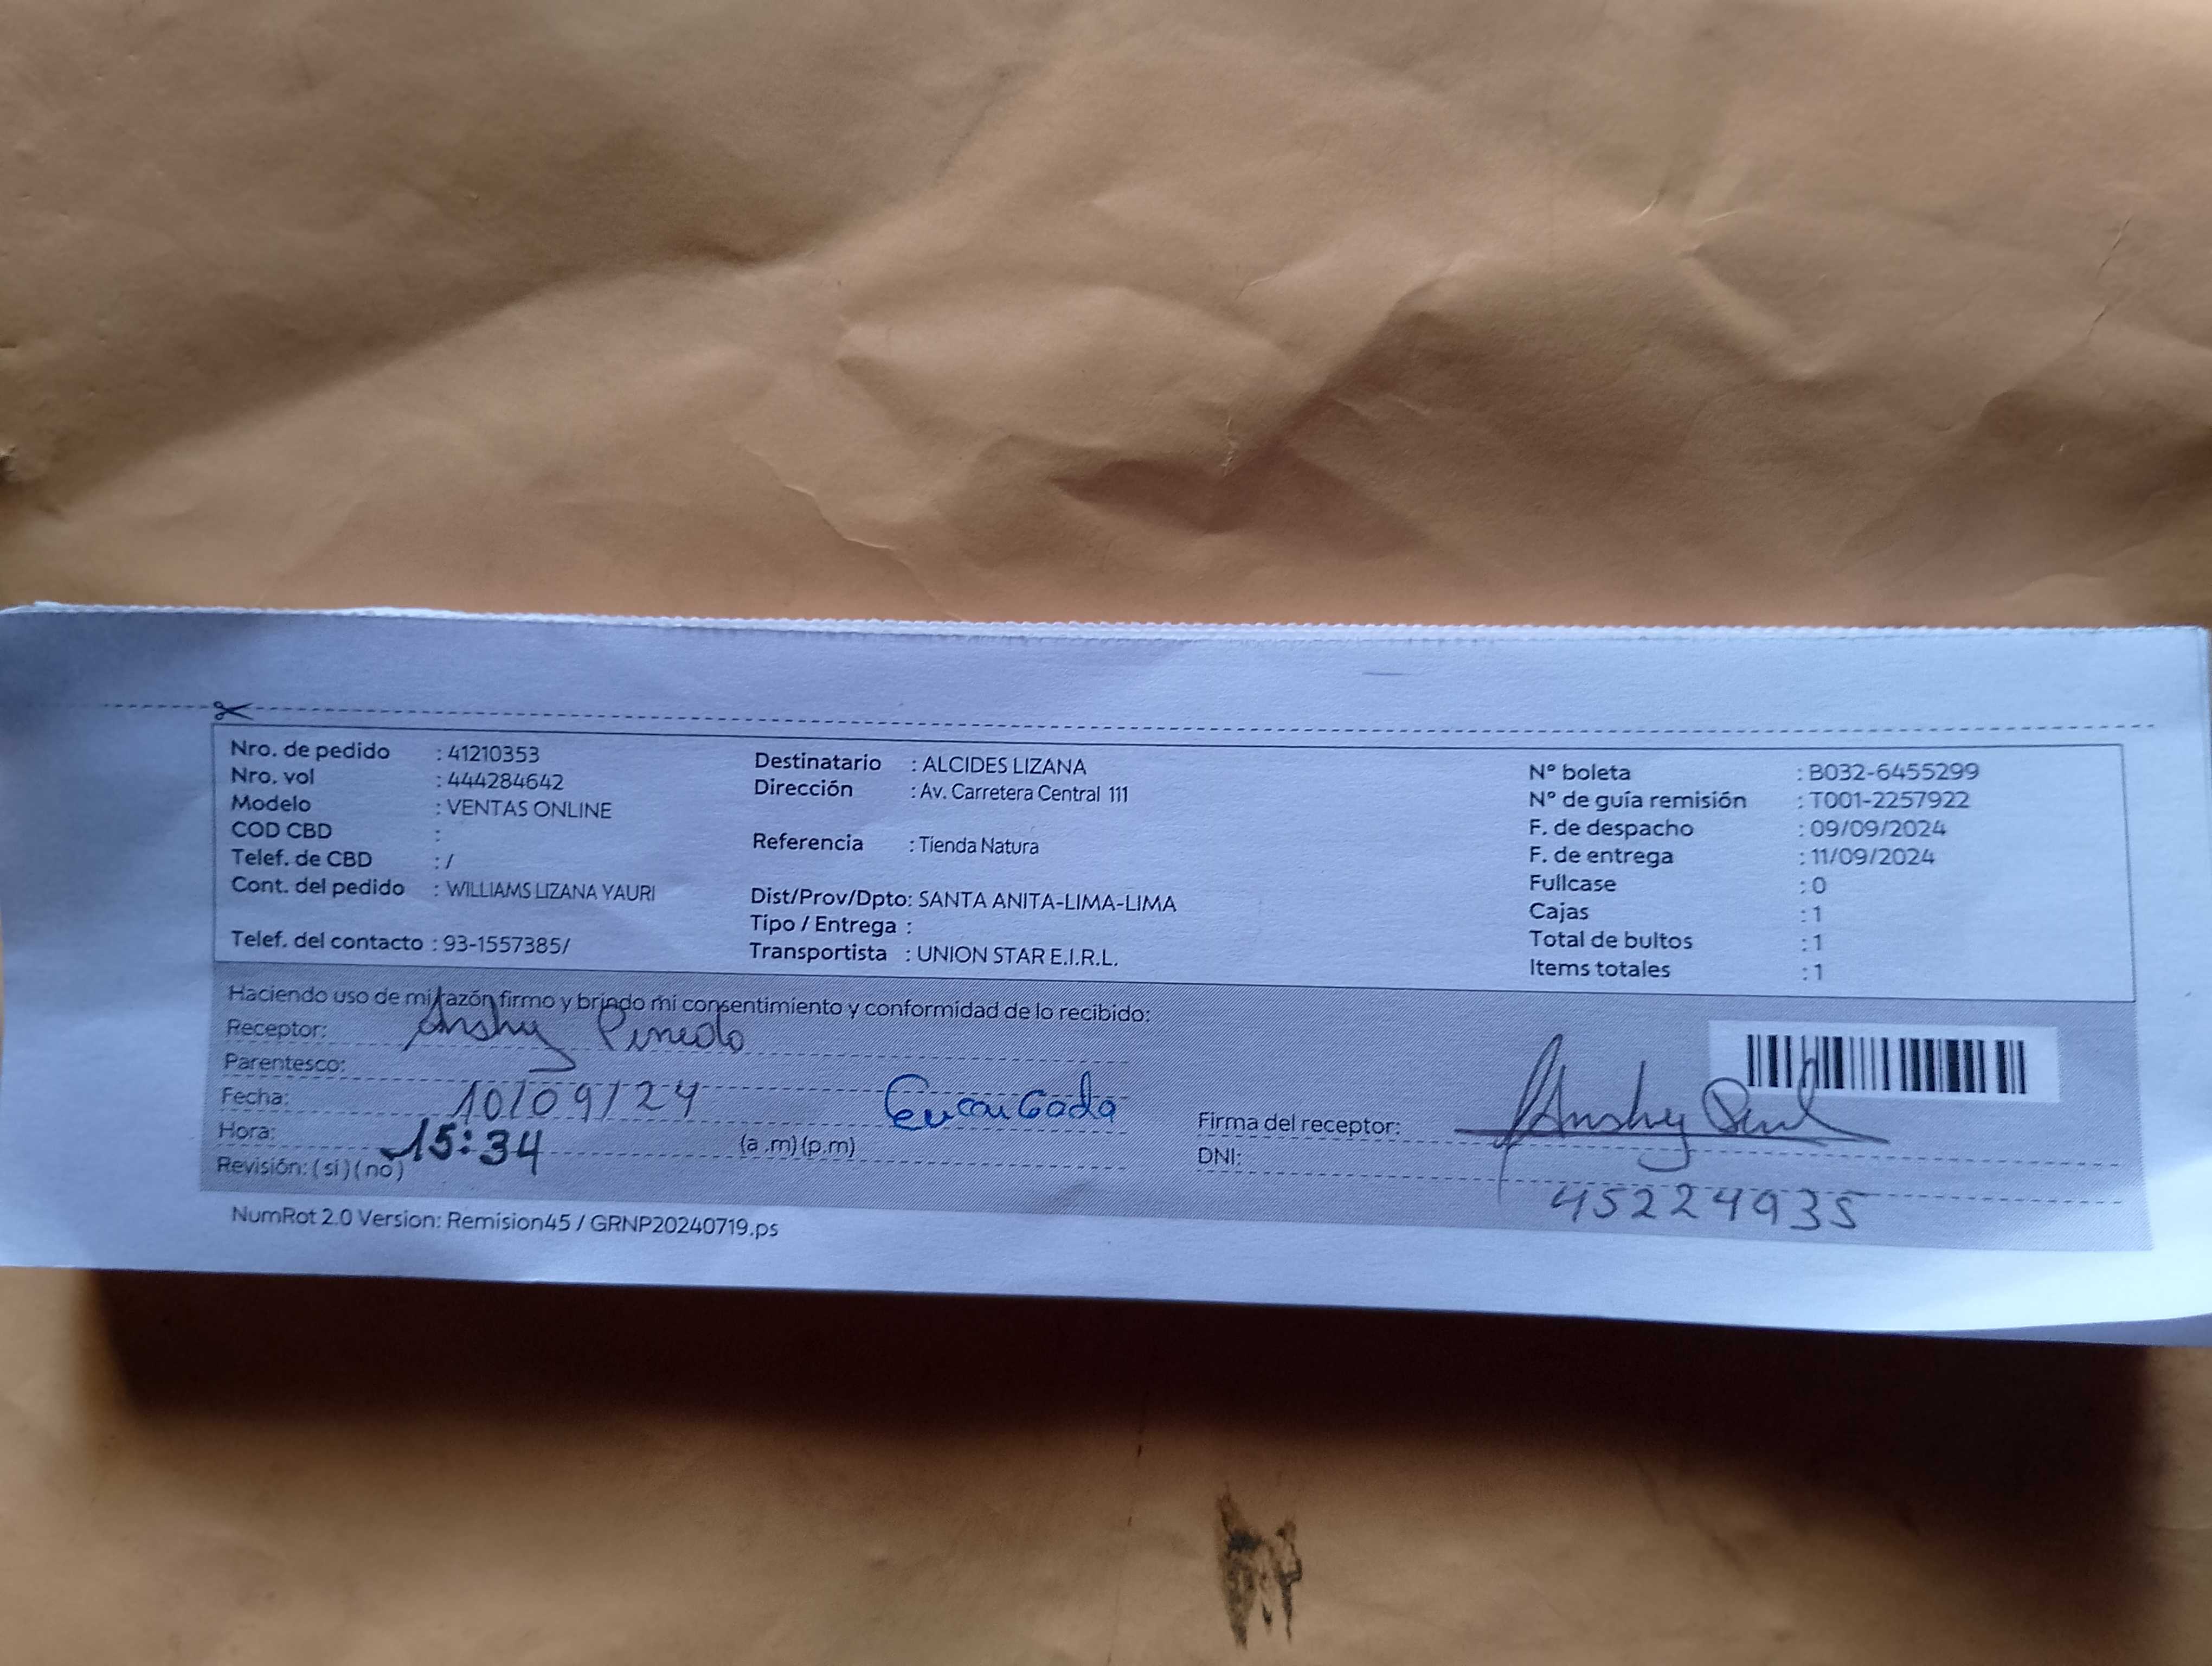 Nro. de pedido : 41210353
Nro. vol : 444284642
Modelo : VENTAS ONLINE
COD CBD :
Telef. de CBD : /
Cont. del pedido : WILLIAMS LIZANA YAURI
Telef. del contacto : 93-1557385/
Destinatario : ALCIDES LIZANA
Dirección : Av. Carretera Central 111
Referencia : Tienda Natura
Dist/Prov/Dpto: SANTA ANITA-LIMA-LIMA
Tipo / Entrega :
Transportista : UNION STAR E.I.R.L.
Nº boleta : B032-6455299
Nº de guía remisión : T001-2257922
F. de despacho : 09/09/2024
F. de entrega : 11/09/2024
Fullcase : 0
Cajas : 1
Total de bultos : 1
Items totales : 1
Haciendo uso de mi razón firmo y brindo mi consentimiento y conformidad de lo recibido:
Receptor: Anshy Pinedo
Parentesco:
Fecha: 10/09/24 Encargada
Hora: 15:34 (a .m)(p.m)
Revisión: (si)(no)
Firma del receptor: Anshy
DNI: 45224935
NumRot 2.0 Version: Remision45 / GRNP20240719.ps